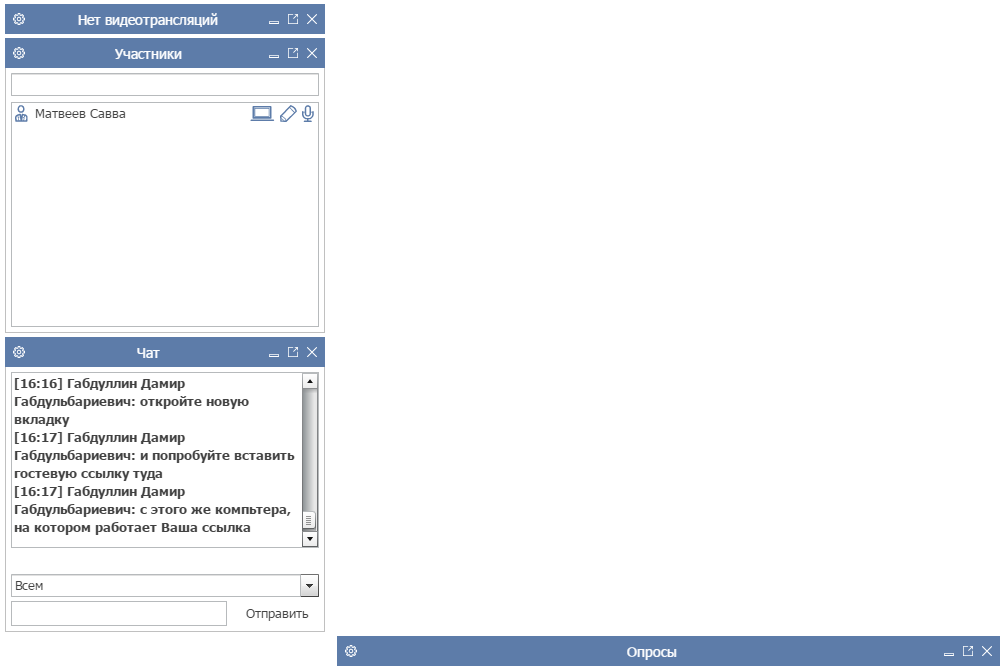 Нет видеотрансляций
Участники
Матвеев Савва
Чат
[16:16] Габдуллин Дамир
Габдульбариевич: откройте новую
вкладку
[16:17] Габдуллин Дамир
Габдульбариевич: и попробуйте вставить
гостевую ссылку туда
[16:17] Габдуллин Дамир
Габдульбариевич: с этого же компьтера,
на котором работает Ваша ссылка
Всем
Отправить
Опросы